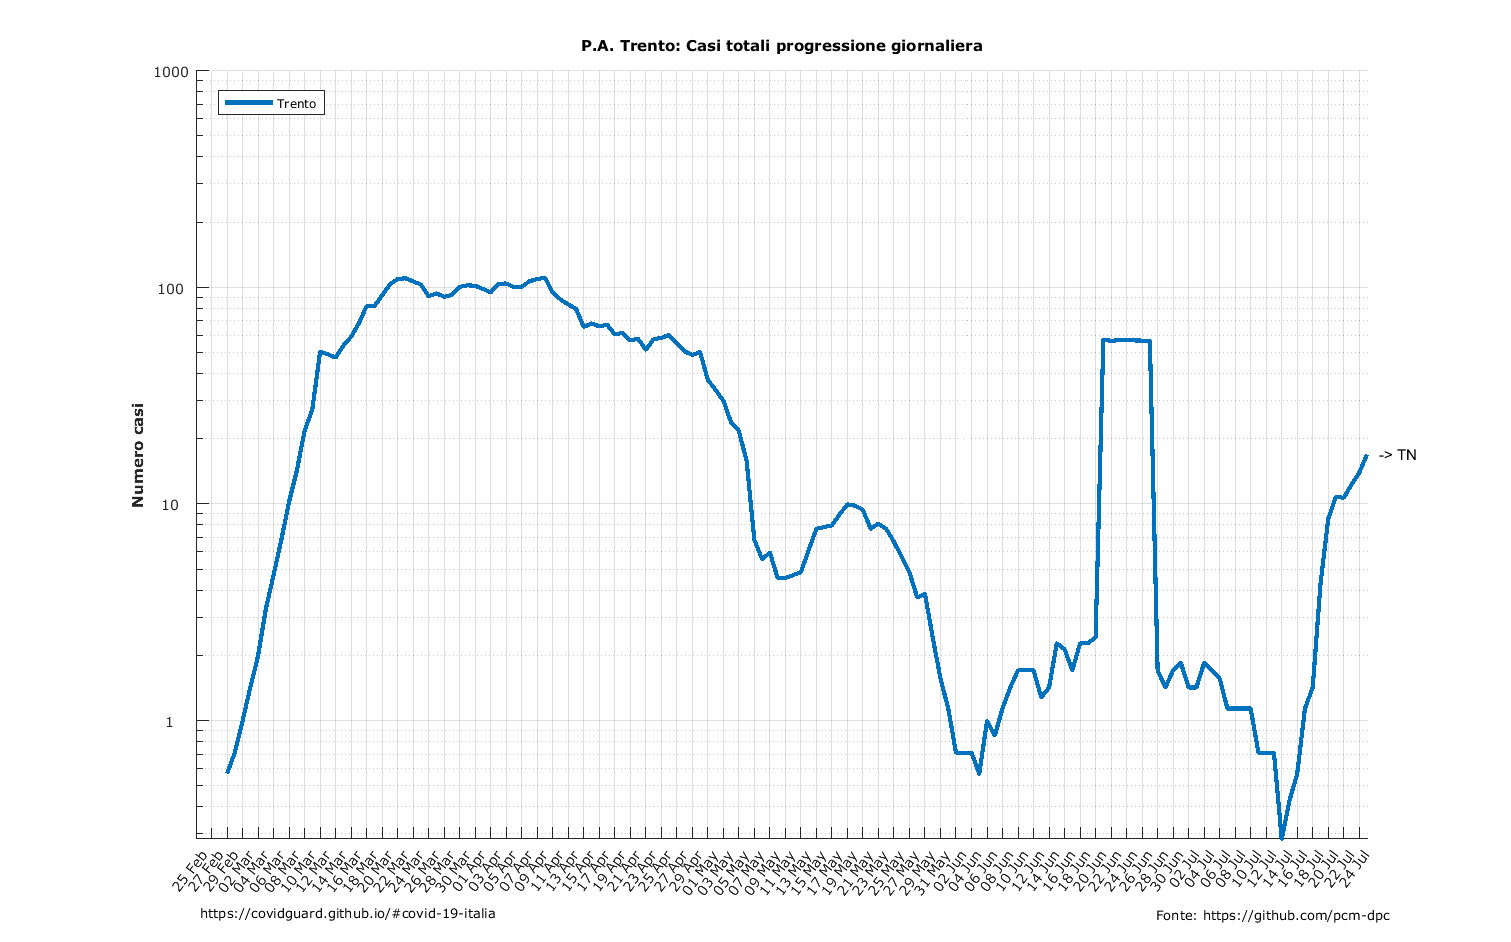 P.A. Trento: Casi totali progressione giornaliera
1000
Trento
100
-> TN
Numero casi
10
1
25 Feb
27 Feb
29 Feb
02 Mar
04 Mar
06 Mar
08 Mar
10 Mar
12 Mar
14 Mar
16 Mar
18 Mar
20 Mar
22 Mar
24 Mar
26 Mar
28 Mar
30 Mar
01 Apr
03 Apr
05 Apr
07 Apr
09 Apr
11 Apr
13 Apr
15 Apr
17 Apr
19 Apr
21 Apr
23 Apr
25 Apr
27 Apr
29 Apr
01 May
03 May
05 May
07 May
09 May
11 May
13 May
15 May
17 May
19 May
21 May
23 May
25 May
27 May
29 May
31 May
02 Jun
04 Jun
06 Jun
08 Jun
10 Jun
12 Jun
14 Jun
16 Jun
18 Jun
20 Jun
22 Jun
24 Jun
26 Jun
28 Jun
30 Jun
02 Jul
04 Jul
06 Jul
08 Jul
10 Jul
12 Jul
14 Jul
16 Jul
18 Jul
20 Jul
22 Jul
24 Jul
https://covidguard.github.io/#covid-19-italia
Fonte: https://github.com/pcm-dpc